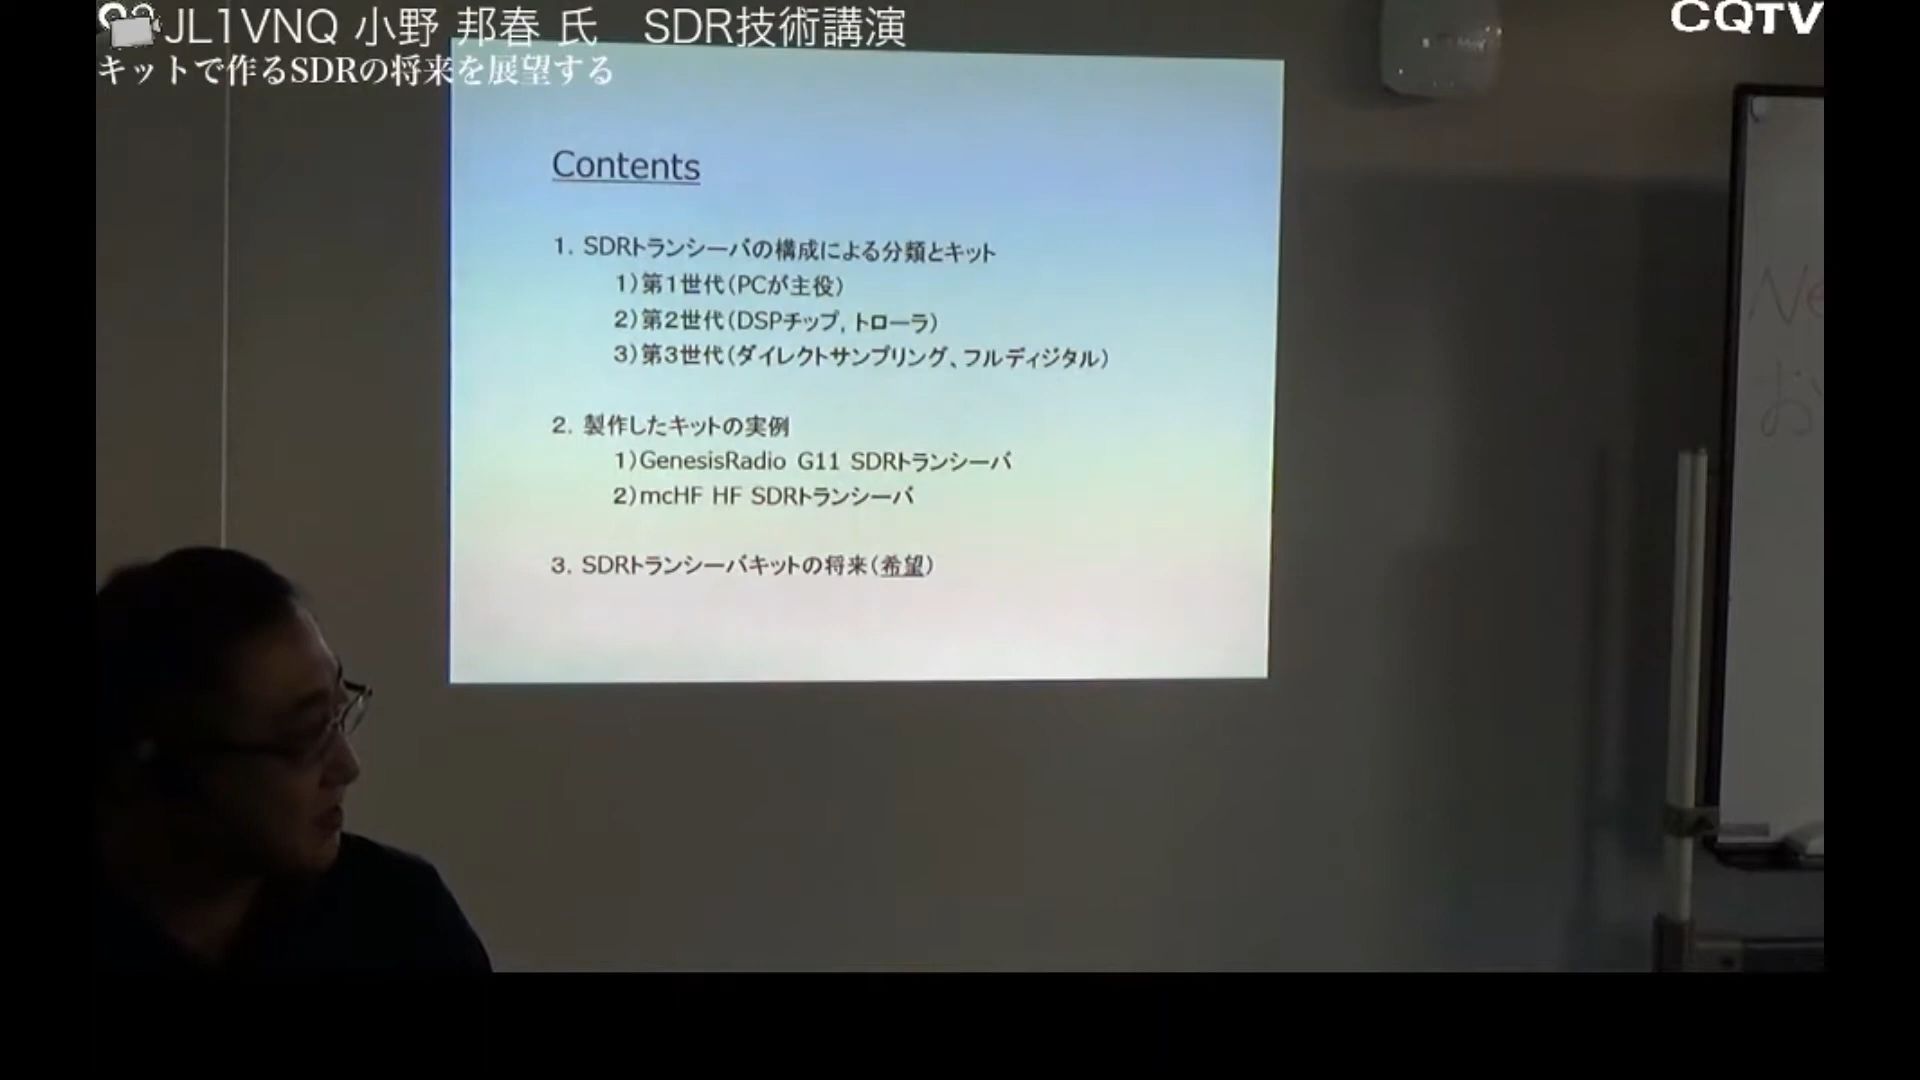 JL1VNQ 小野 邦春 氏　SDR技術講演
CQTV
キットで作るSDRの将来を展望する
Contents
1. SDRトランシーバの構成による分類とキット
1)第1世代(PCが主役)
2)第2世代(DSPチップ, トローラ)
3)第3世代(ダイレクトサンプリング、フルディジタル)
2. 製作したキットの実例
1)GenesisRadio G11 SDRトランシーバ
2)mcHF HF SDRトランシーバ
3. SDRトランシーバキットの将来(希望)
Ne
お